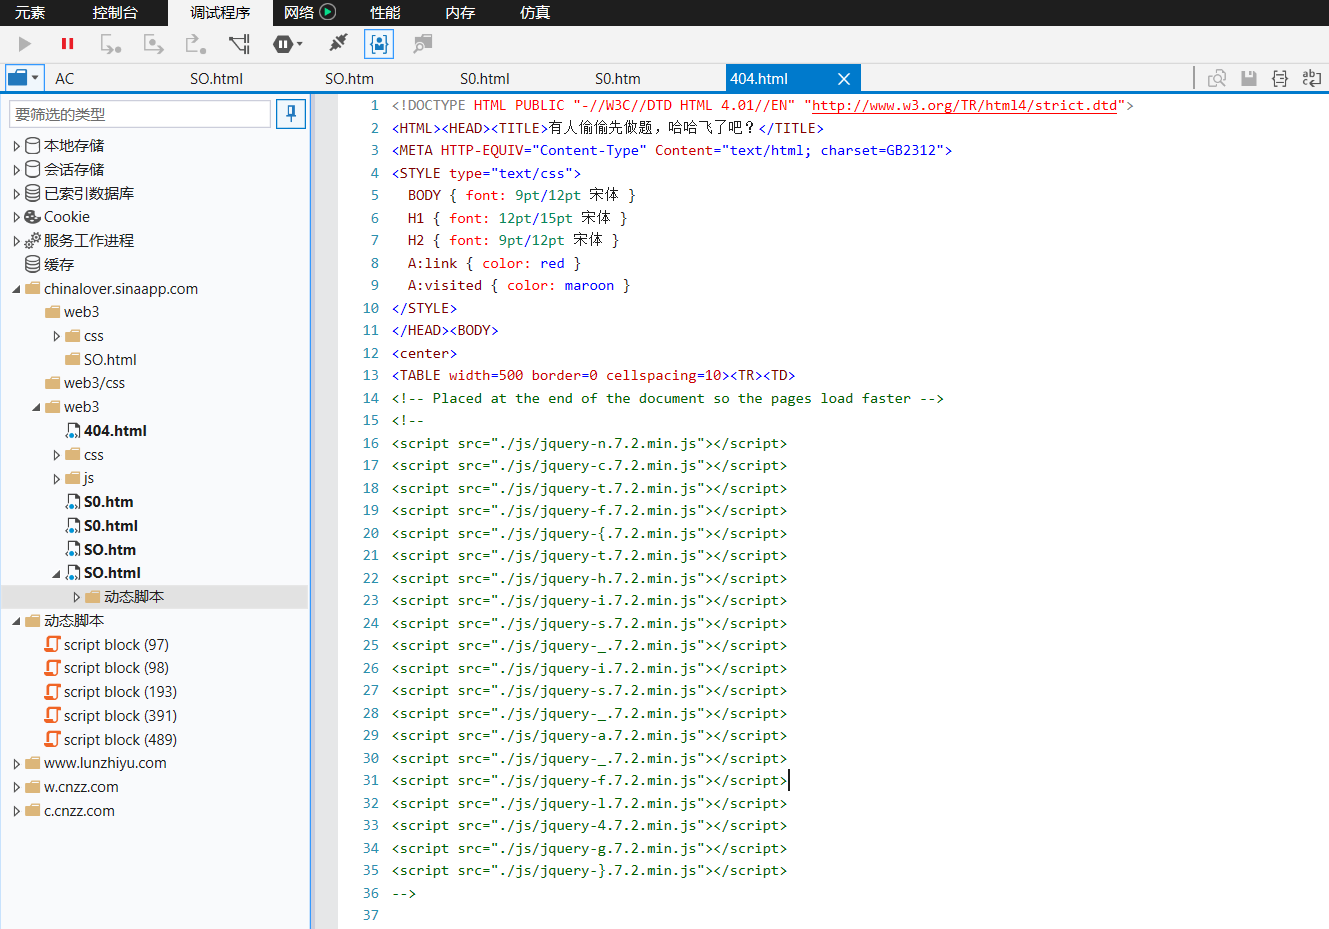 元素 控制台 调试程序 网络 性能 内存 仿真
AC SO.html SO.htm S0.html S0.htm 404.html
要筛选的类型
本地存储
会话存储
已索引数据库
Cookie
服务工作进程
缓存
chinalover.sinaapp.com
web3
css
SO.html
web3/css
web3
404.html
css
js
S0.htm
S0.html
SO.htm
SO.html
动态脚本
动态脚本
script block (97)
script block (98)
script block (193)
script block (391)
script block (489)
www.lunzhiyu.com
w.cnzz.com
c.cnzz.com
1 <!DOCTYPE HTML PUBLIC "-//W3C//DTD HTML 4.01//EN" "http://www.w3.org/TR/html4/strict.dtd">
2 <HTML><HEAD><TITLE>有人偷偷先做题，哈哈飞了吧？</TITLE>
3 <META HTTP-EQUIV="Content-Type" Content="text/html; charset=GB2312">
4 <STYLE type="text/css">
5 BODY { font: 9pt/12pt 宋体 }
6 H1 { font: 12pt/15pt 宋体 }
7 H2 { font: 9pt/12pt 宋体 }
8 A:link { color: red }
9 A:visited { color: maroon }
10 </STYLE>
11 </HEAD><BODY>
12 <center>
13 <TABLE width=500 border=0 cellspacing=10><TR><TD>
14 <!-- Placed at the end of the document so the pages load faster -->
15 <!--
16 <script src="./js/jquery-n.7.2.min.js"></script>
17 <script src="./js/jquery-c.7.2.min.js"></script>
18 <script src="./js/jquery-t.7.2.min.js"></script>
19 <script src="./js/jquery-f.7.2.min.js"></script>
20 <script src="./js/jquery-{.7.2.min.js"></script>
21 <script src="./js/jquery-t.7.2.min.js"></script>
22 <script src="./js/jquery-h.7.2.min.js"></script>
23 <script src="./js/jquery-i.7.2.min.js"></script>
24 <script src="./js/jquery-s.7.2.min.js"></script>
25 <script src="./js/jquery-_.7.2.min.js"></script>
26 <script src="./js/jquery-i.7.2.min.js"></script>
27 <script src="./js/jquery-s.7.2.min.js"></script>
28 <script src="./js/jquery-_.7.2.min.js"></script>
29 <script src="./js/jquery-a.7.2.min.js"></script>
30 <script src="./js/jquery-_.7.2.min.js"></script>
31 <script src="./js/jquery-f.7.2.min.js"></script>
32 <script src="./js/jquery-l.7.2.min.js"></script>
33 <script src="./js/jquery-4.7.2.min.js"></script>
34 <script src="./js/jquery-g.7.2.min.js"></script>
35 <script src="./js/jquery-}.7.2.min.js"></script>
36 -->
37